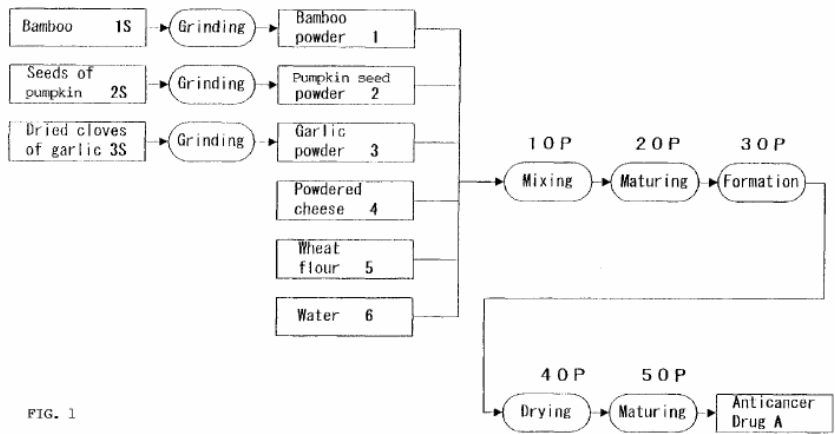 Bamboo 1S
Grinding
Bamboo
powder 1
Seeds of
pumpkin 2S
Grinding
Pumpkin seed
powder 2
Dried cloves
of garlic 3S
Grinding
Garlic
powder 3
Powdered
cheese 4
Wheat
flour 5
Water 6
10P
Mixing
20P
Maturing
30P
Formation
40P
Drying
50P
Maturing
Anticancer
Drug A
FIG. 1